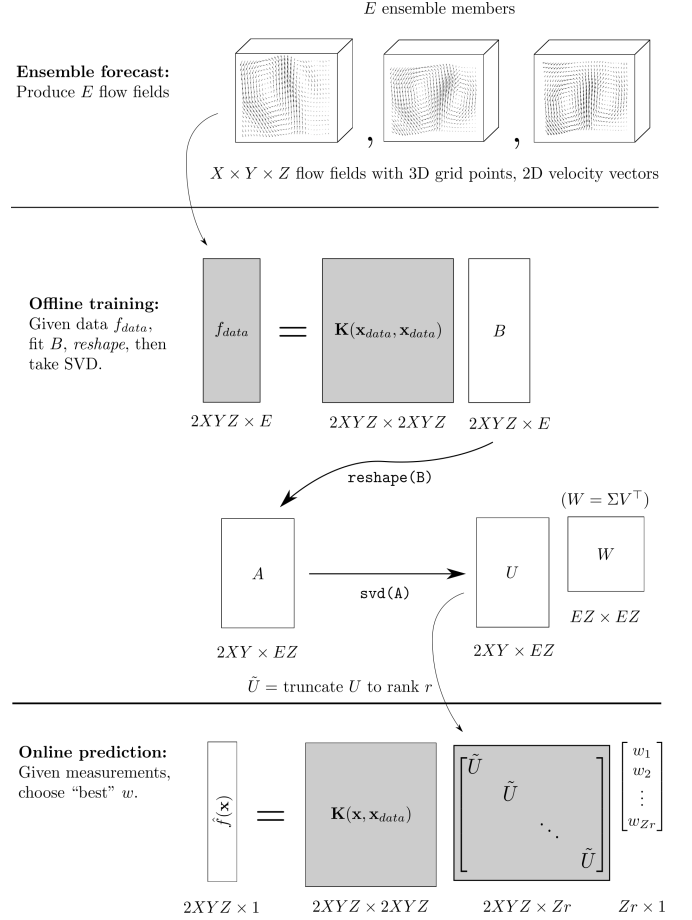 E ensemble members
Ensemble forecast:
Produce E flow fields
, ,
X × Y × Z flow fields with 3D grid points, 2D velocity vectors
Offline training:
Given data f_data,
fit B, reshape, then
take SVD.
f_data = K(x_data, x_data) B
2XYZ × E 2XYZ × 2XYZ 2XYZ × E
reshape(B)
(W = ΣV^⊤)
A
svd(A)
U
W
EZ × EZ
2XY × EZ 2XY × EZ
Ũ = truncate U to rank r
Online prediction:
Given measurements,
choose “best” w.
f̂(x) = K(x, x_data)
Ũ
Ũ
⋱
Ũ
w_1
w_2
⋮
w_Zr
2XYZ × 1 2XYZ × 2XYZ 2XYZ × Zr Zr × 1